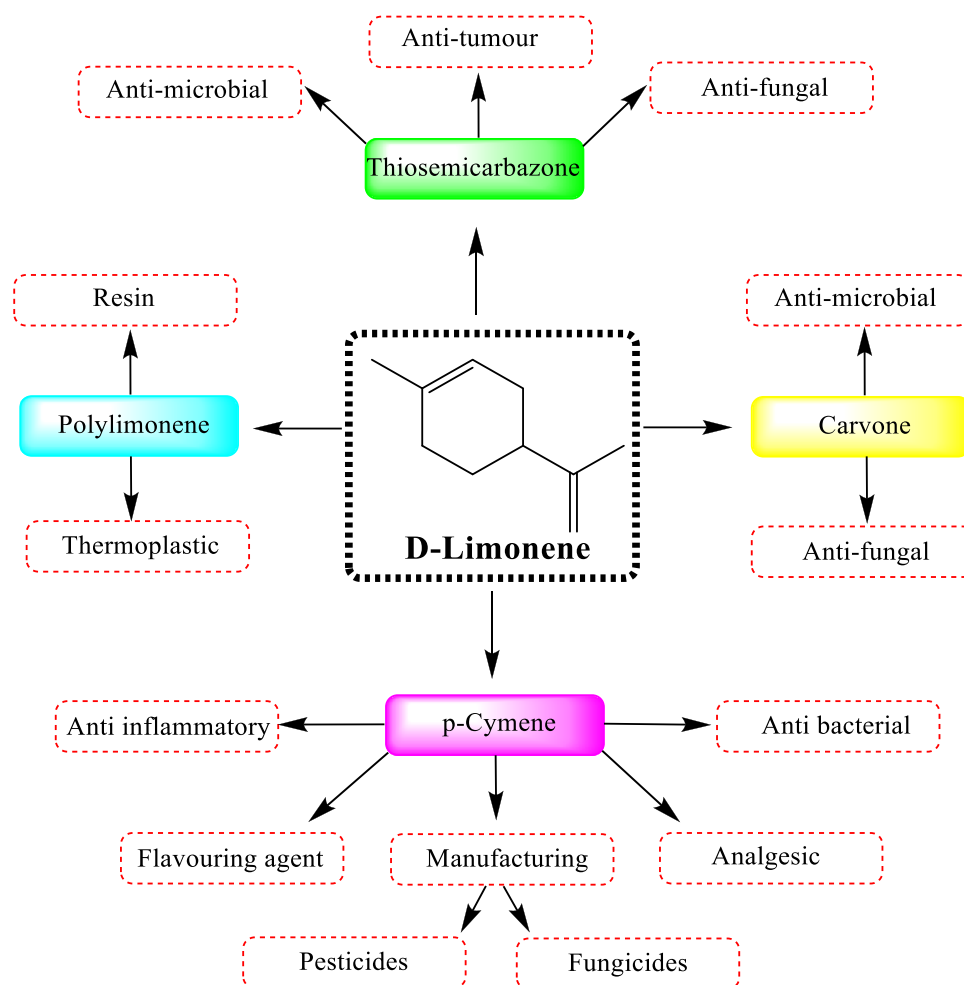 Anti-tumour
Anti-microbial
Anti-fungal
Thiosemicarbazone
Resin
Anti-microbial
Polylimonene
Carvone
Thermoplastic
D-Limonene
Anti-fungal
Anti inflammatory
p-Cymene
Anti bacterial
Flavouring agent
Manufacturing
Analgesic
Pesticides
Fungicides